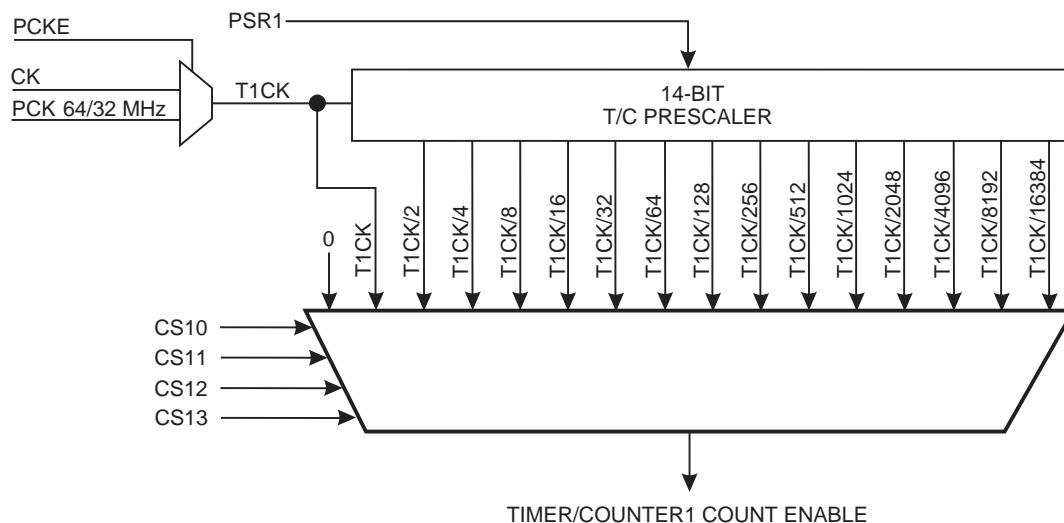 PSR1
PCKE
CK
PCK 64/32 MHz
T1CK
14-BIT
T/C PRESCALER
0
T1CK
T1CK/2
T1CK/4
T1CK/8
T1CK/16
T1CK/32
T1CK/64
T1CK/128
T1CK/256
T1CK/512
T1CK/1024
T1CK/2048
T1CK/4096
T1CK/8192
T1CK/16384
CS10
CS11
CS12
CS13
TIMER/COUNTER1 COUNT ENABLE